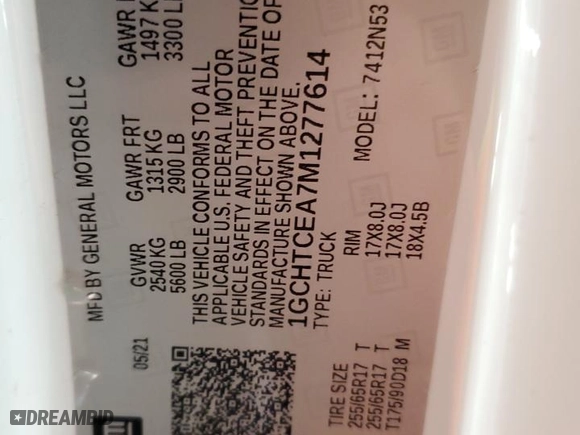 MFD BY GENERAL MOTORS LLC
05/21
GVWR GAWR FRT GAWR
2540 KG 1315 KG 1497 K
5600 LB 2900 LB 3300 L
THIS VEHICLE CONFORMS TO ALL
APPLICABLE U.S. FEDERAL MOTOR
VEHICLE SAFETY AND THEFT PREVENTI
STANDARDS IN EFFECT ON THE DATE OF
MANUFACTURE SHOWN ABOVE.
1GCHTCEA7M1277614
TYPE: TRUCK MODEL: 7412N53
TIRE SIZE RIM
255/65R17 T 17X8.0J
255/65R17 T 17X8.0J
T175/90D18 M 18X4.5B
GM
DREAMBID